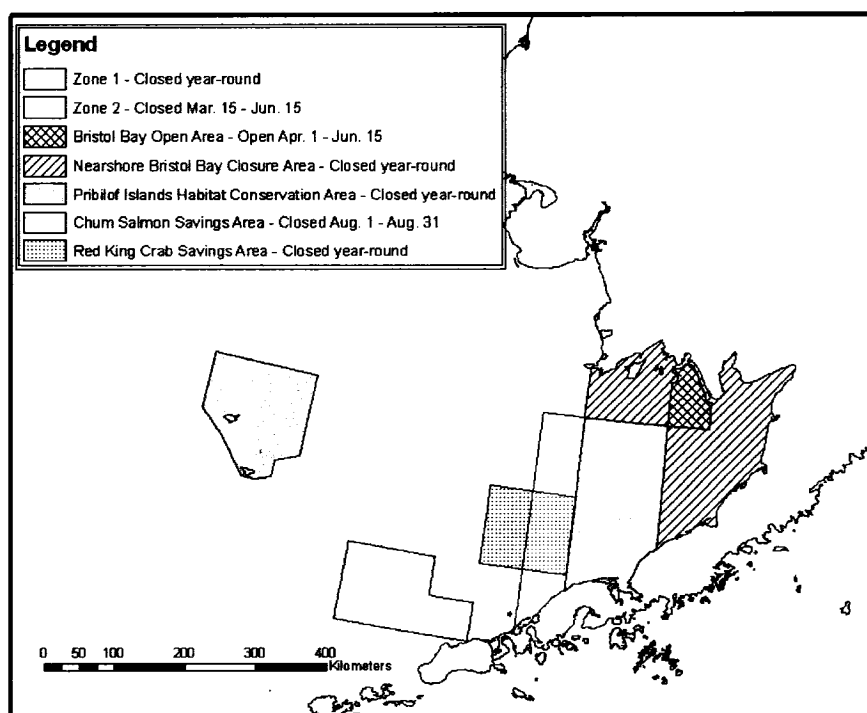 Legend
Zone 1 - Closed year-round
Zone 2 - Closed Mar. 15 - Jun. 15
Bristol Bay Open Area - Open Apr. 1 - Jun. 15
Nearshore Bristol Bay Closure Area - Closed year-round
Pribilof Islands Habitat Conservation Area - Closed year-round
Chum Salmon Savings Area - Closed Aug. 1 - Aug. 31
Red King Crab Savings Area - Closed year-round
0 50 100 200 300 400
Kilometers